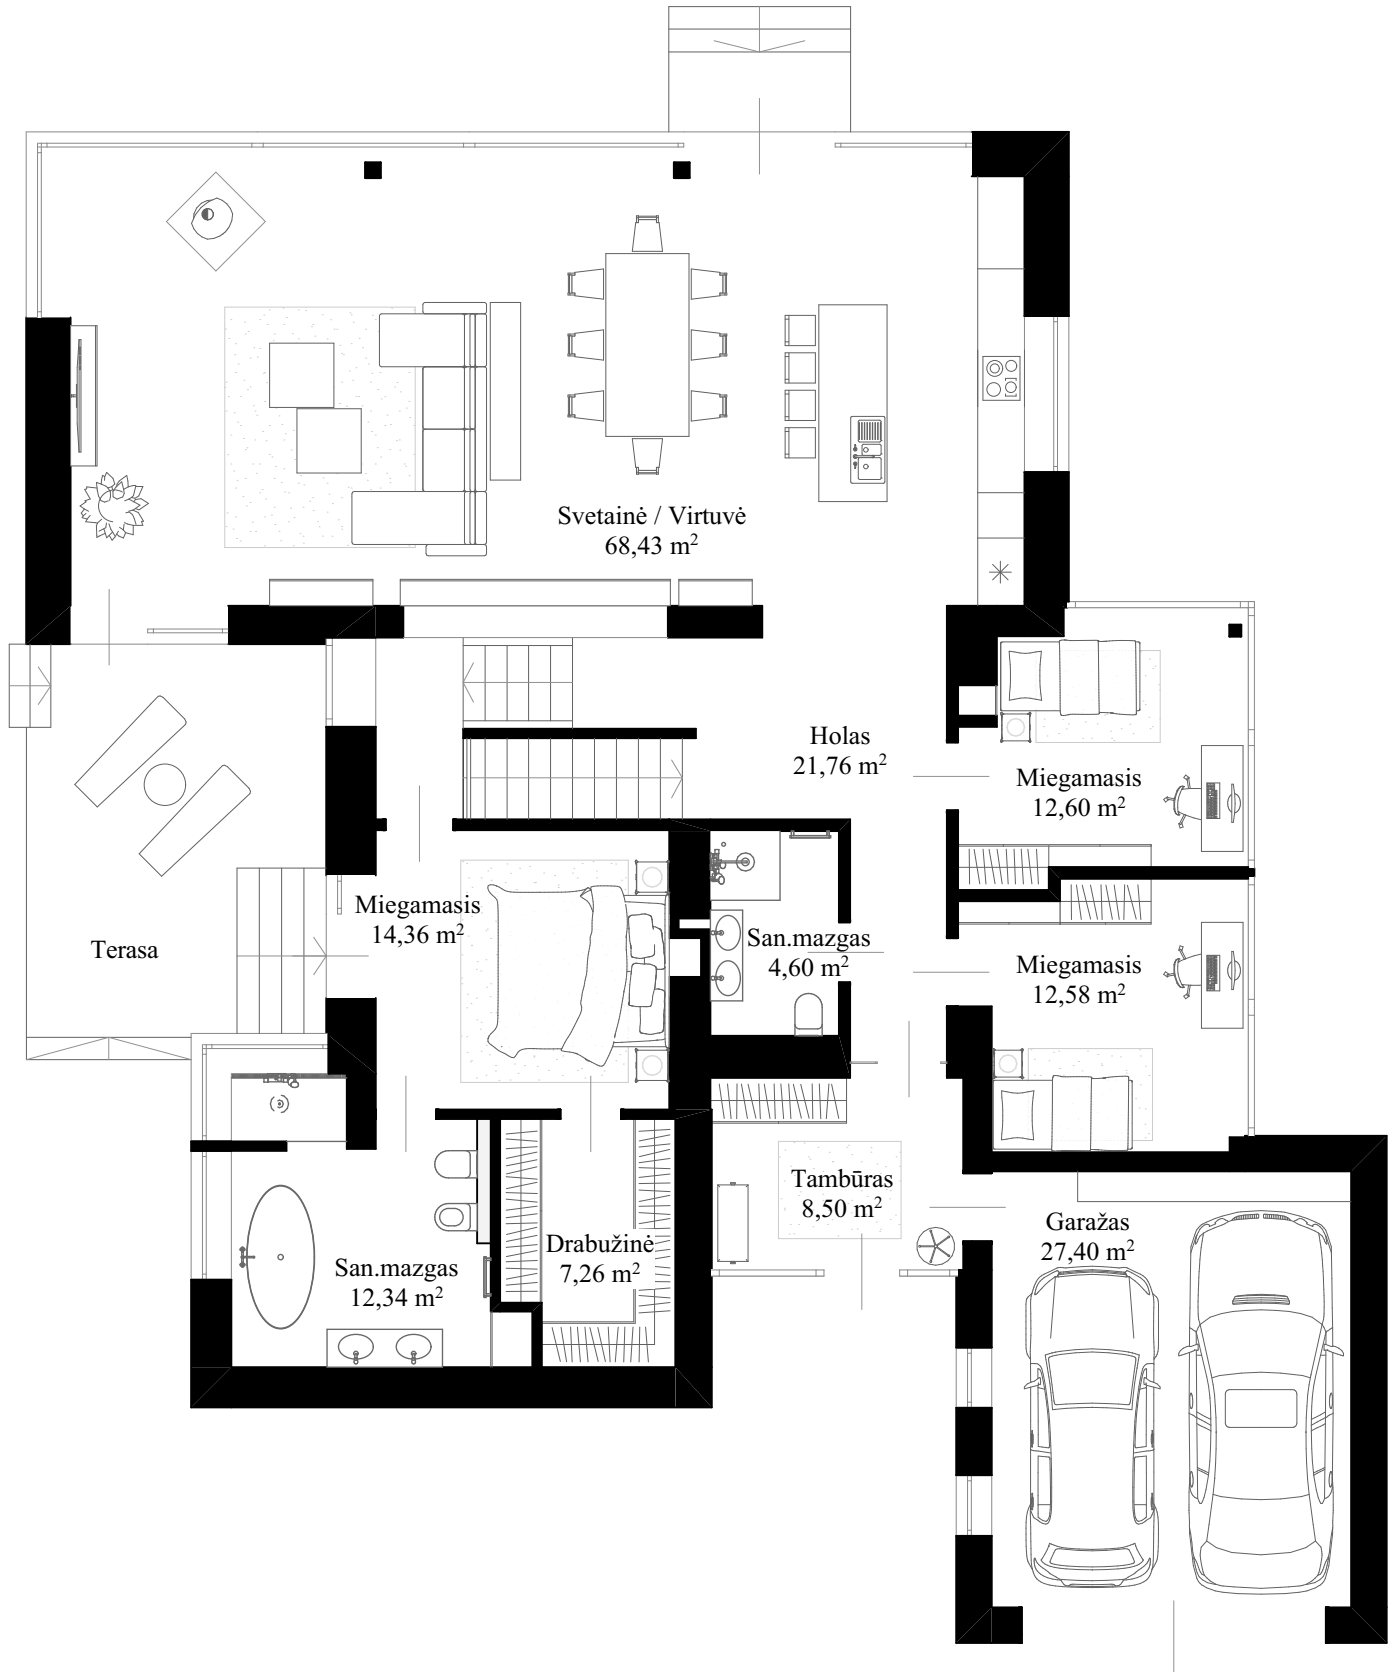 Svetainė / Virtuvė
68,43 m²
Holas
21,76 m²
Miegamasis
12,60 m²
Miegamasis
14,36 m²
Terasa
San.mazgas
4,60 m²
Miegamasis
12,58 m²
Tambūras
8,50 m²
Garažas
27,40 m²
Drabužinė
7,26 m²
San.mazgas
12,34 m²